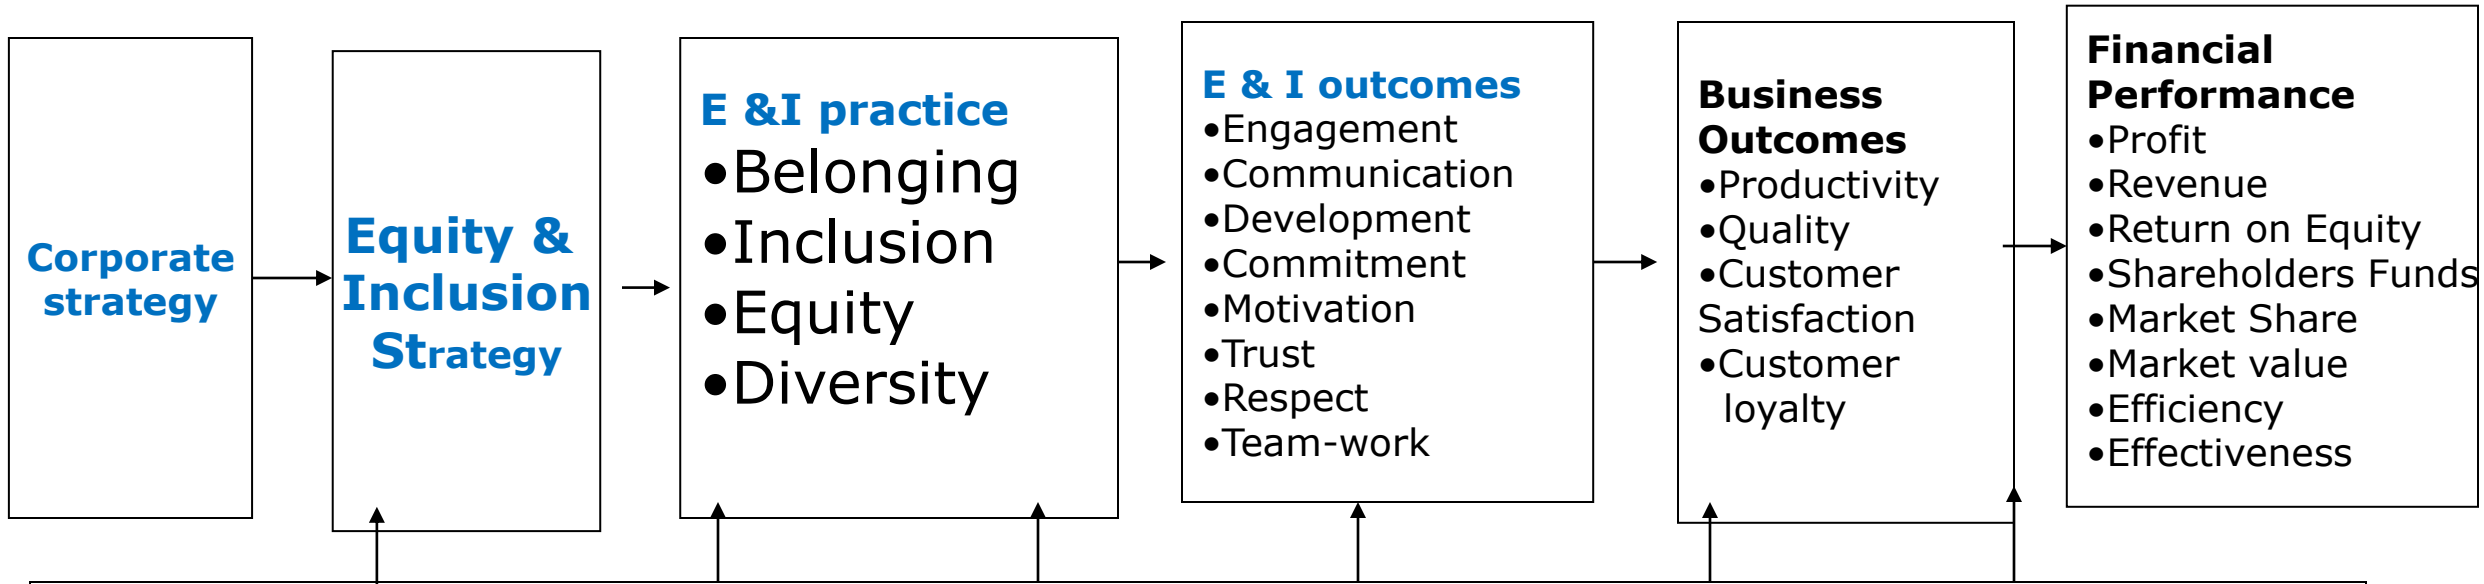 Corporate
strategy
Equity &
Inclusion
Strategy
E &I practice
•Belonging
•Inclusion
•Equity
•Diversity
E & I outcomes
•Engagement
•Communication
•Development
•Commitment
•Motivation
•Trust
•Respect
•Team-work
Business
Outcomes
•Productivity
•Quality
•Customer
Satisfaction
•Customer
loyalty
Financial
Performance
•Profit
•Revenue
•Return on Equity
•Shareholders Funds
•Market Share
•Market value
•Efficiency
•Effectiveness